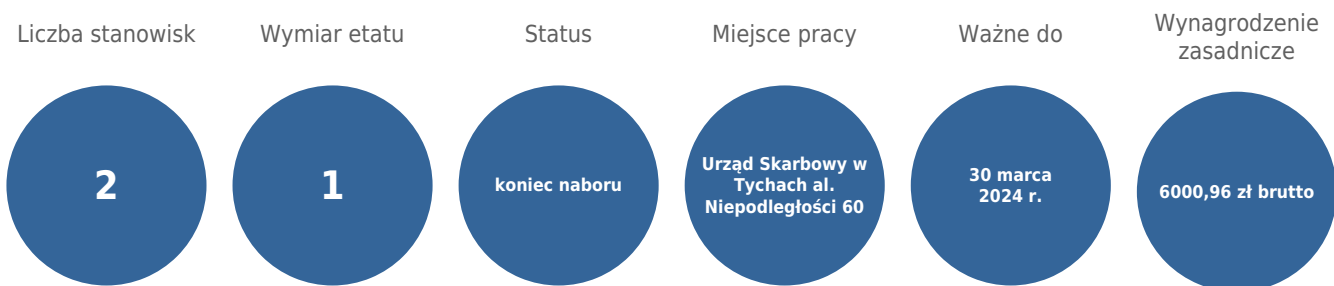 Liczba stanowisk
Wymiar etatu
Status
Miejsce pracy
Ważne do
Wynagrodzenie
zasadnicze
2
1
koniec naboru
Urząd Skarbowy w
Tychach al.
Niepodległości 60
30 marca
2024 r.
6000,96 zł brutto